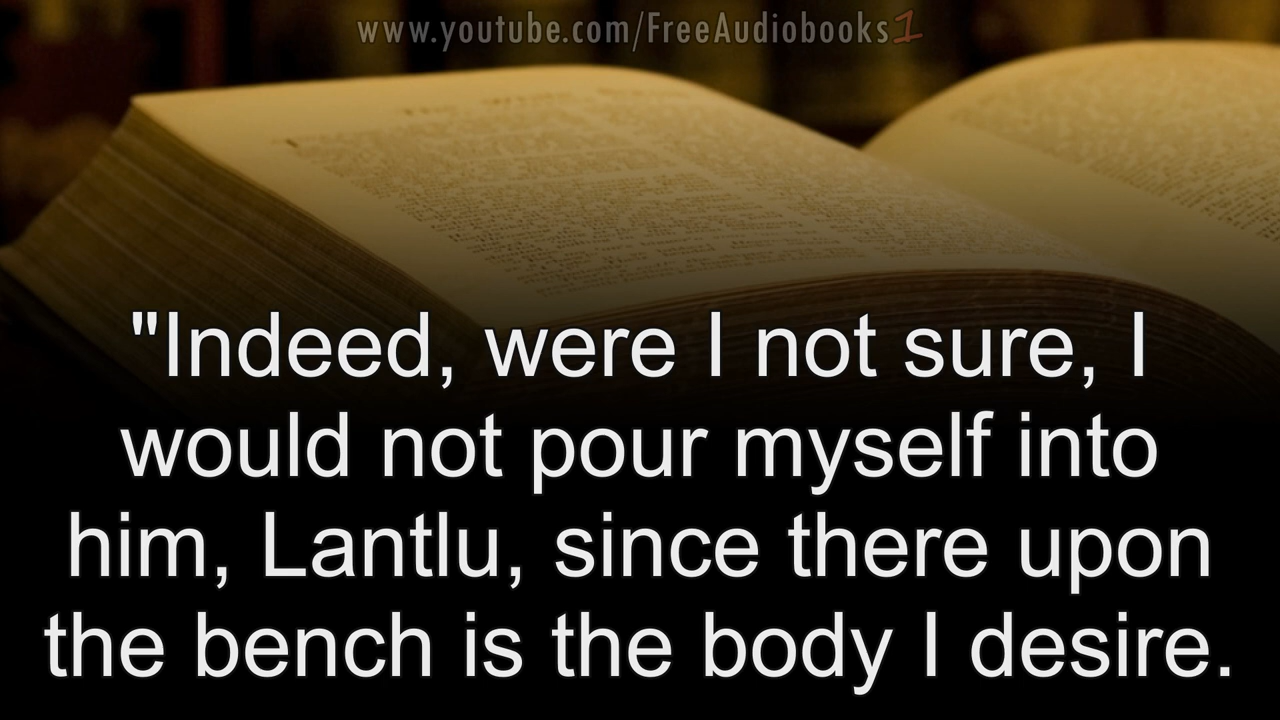 www.youtube.com/FreeAudiobooks1
"Indeed, were I not sure, I
would not pour myself into
him, Lantlu, since there upon
the bench is the body I desire.